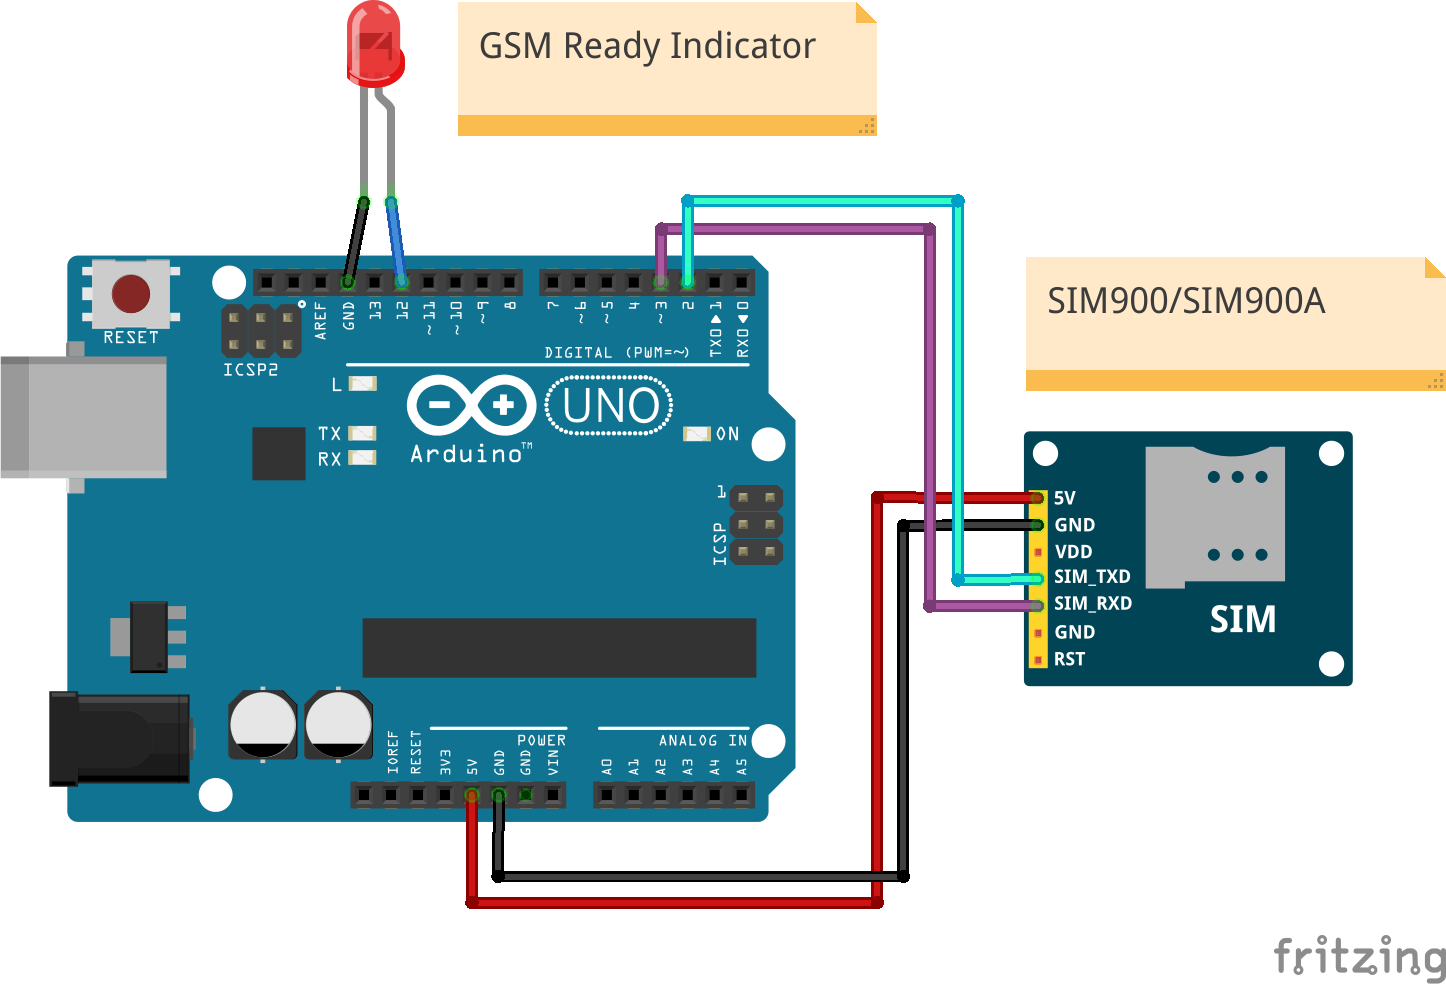 GSM Ready Indicator
SIM900/SIM900A
RESET
ICSP2
AREF
GND
13
12
~11
~10
~9
8
7
~6
~5
4
~3
2
TX0▶1
RX0◀0
DIGITAL (PWM=~)
L
TX
RX
UNO
Arduino™
ON
1
ICSP
5V
GND
VDD
SIM_TXD
SIM_RXD
GND
RST
SIM
IOREF
RESET
3V3
5V
GND
GND
VIN
POWER
ANALOG IN
A0
A1
A2
A3
A4
A5
fritzing